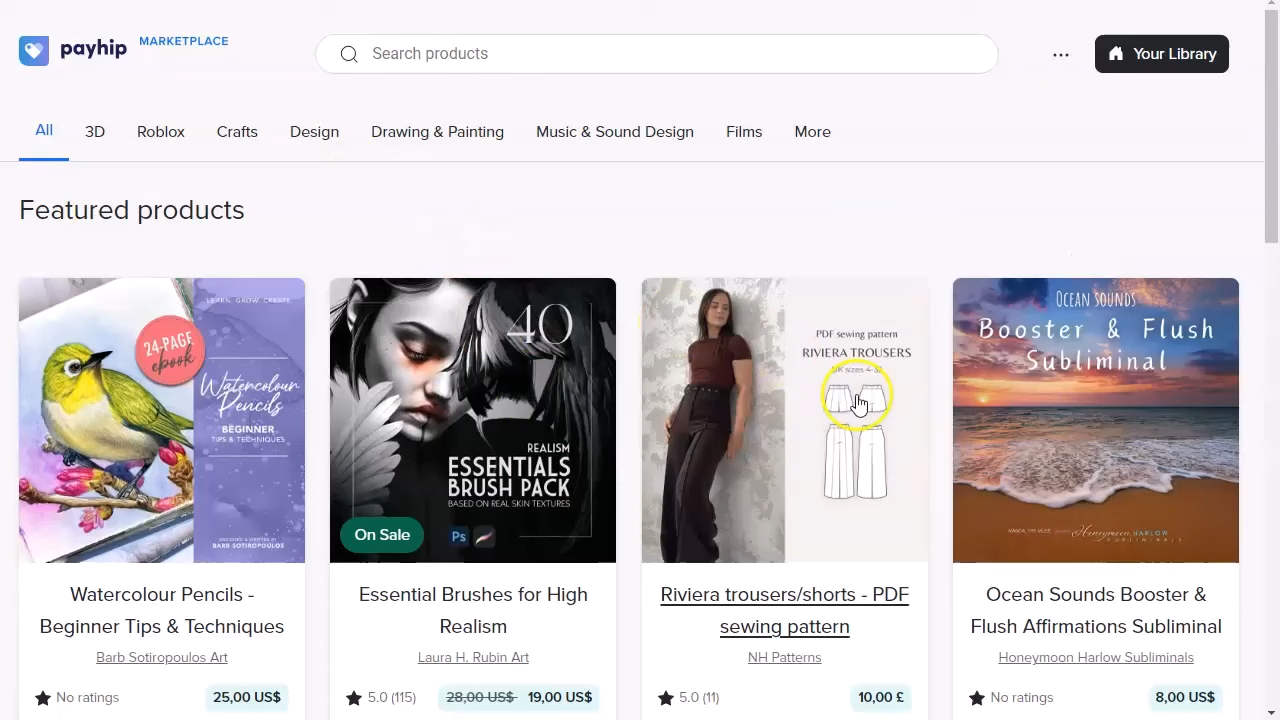 payhip MARKETPLACE
Search products
...
Your Library
All 3D Roblox Crafts Design Drawing & Painting Music & Sound Design Films More
Featured products
LEARN. GROW. CREATE.
24-PAGE
ebook
Watercolour
Pencils
BEGINNER
TIPS & TECHNIQUES
BARB SOTIROPOULOS
40
REALISM
ESSENTIALS
BRUSH PACK
BASED ON REAL SKIN TEXTURES
On Sale
Ps
PDF sewing pattern
RIVIERA TROUSERS
UK sizes 4-32
OCEAN SOUNDS
Booster & Flush
Subliminal
Honeymoon HARLOW
SUBLIMINALS
Watercolour Pencils -
Beginner Tips & Techniques
Barb Sotiropoulos Art
No ratings 25,00 US$
Essential Brushes for High
Realism
Laura H. Rubin Art
5.0 (115) 28,00 US$ 19,00 US$
Riviera trousers/shorts - PDF
sewing pattern
NH Patterns
5.0 (11) 10,00 £
Ocean Sounds Booster &
Flush Affirmations Subliminal
Honeymoon Harlow Subliminals
No ratings 8,00 US$